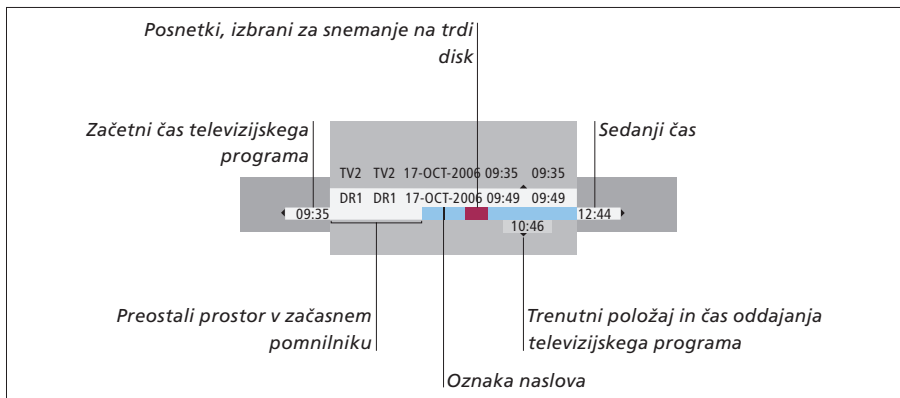 Posnetki, izbrani za snemanje na trdi
disk
Začetni čas televizijskega
programa
Sedanji čas
TV2 TV2 17-OCT-2006 09:35 09:35
DR1 DR1 17-OCT-2006 09:49 09:49
09:35
12:44
10:46
Preostali prostor v začasnem
pomnilniku
Trenutni položaj in čas oddajanja
televizijskega programa
Oznaka naslova